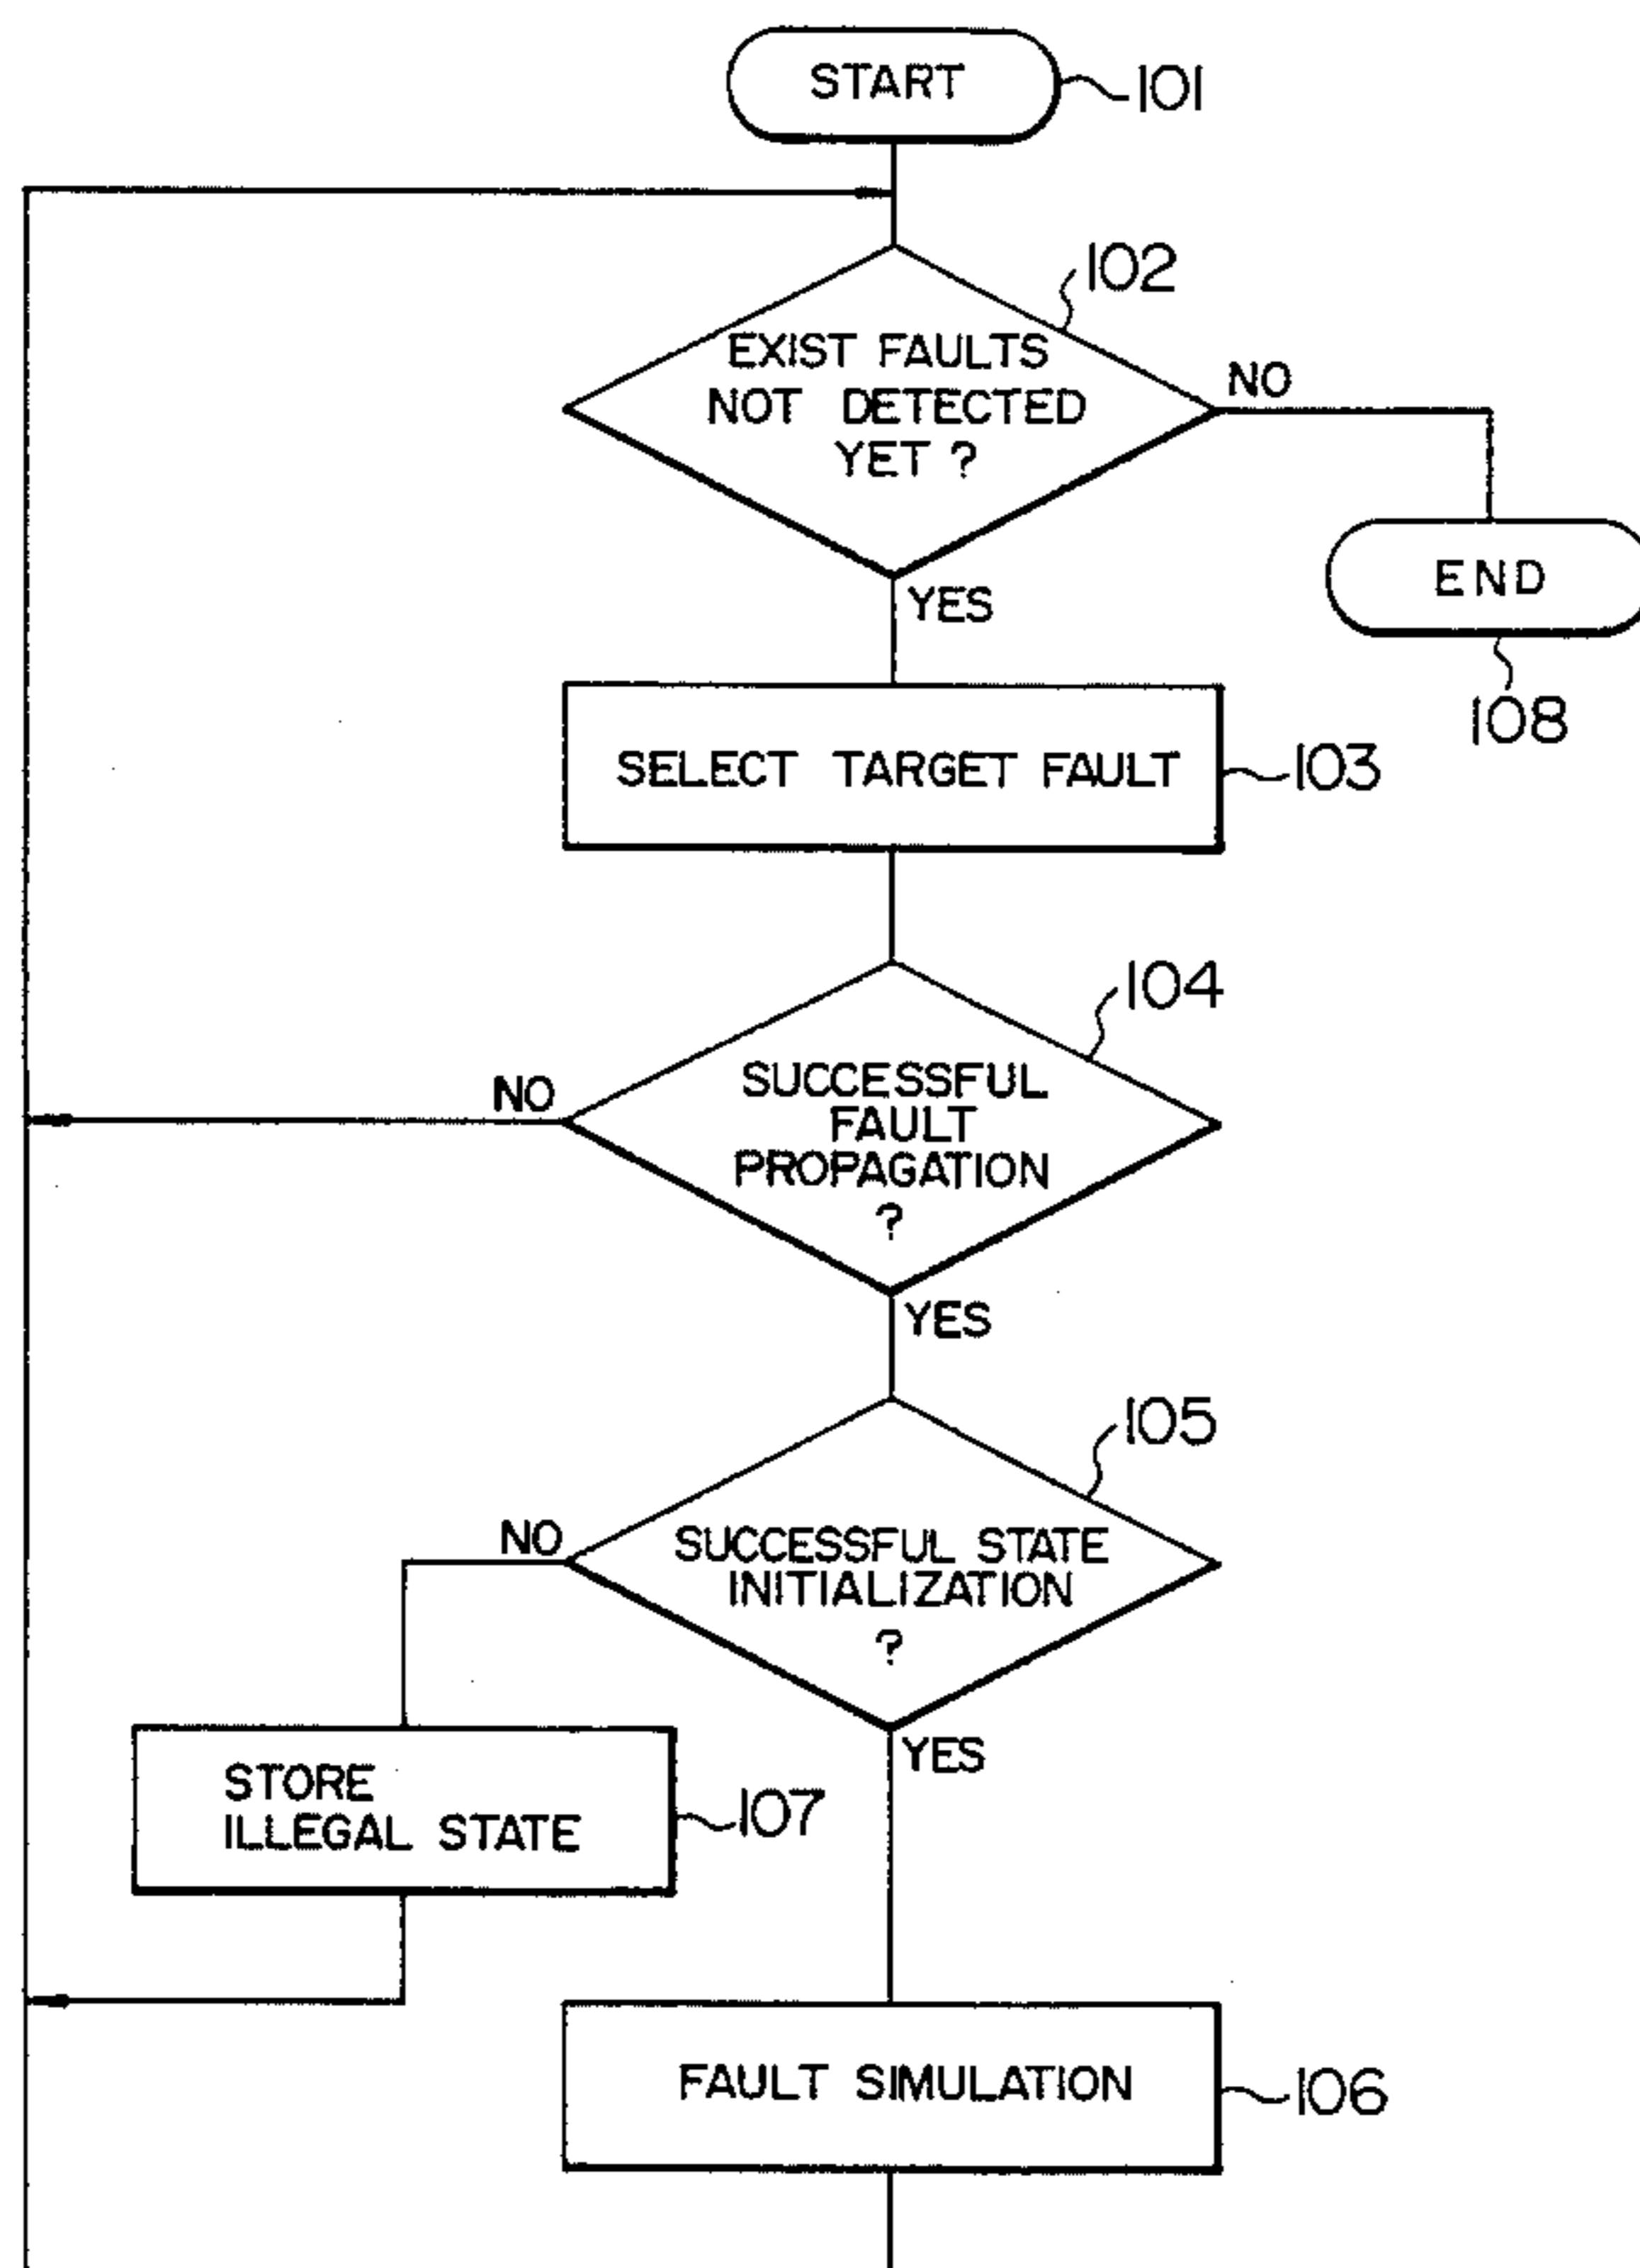 START
101
102
EXIST FAULTS
NOT DETECTED
YET ?
NO
YES
END
108
SELECT TARGET FAULT
103
104
NO
SUCCESSFUL
FAULT
PROPAGATION
?
YES
105
NO
SUCCESSFUL STATE
INITIALIZATION
?
YES
STORE
ILLEGAL STATE
107
FAULT SIMULATION
106